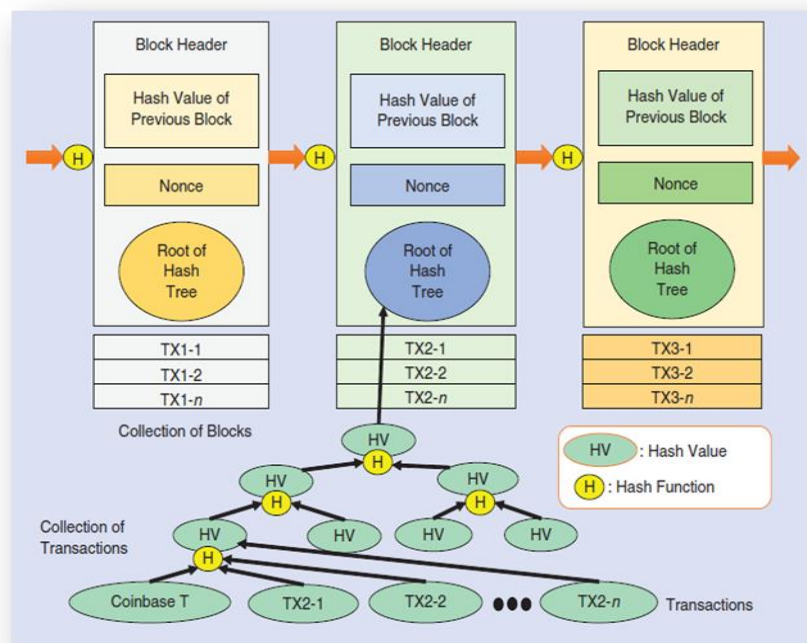 Block Header
Hash Value of
Previous Block
H
Nonce
Root of
Hash
Tree
TX1-1
TX1-2
TX1-n
Block Header
Hash Value of
Previous Block
H
Nonce
Root of
Hash
Tree
TX2-1
TX2-2
TX2-n
Block Header
Hash Value of
Previous Block
H
Nonce
Root of
Hash
Tree
TX3-1
TX3-2
TX3-n
Collection of Blocks
HV
H
HV
H
HV
H
HV : Hash Value
H : Hash Function
Collection of
Transactions
HV
H
HV
HV
HV
Coinbase T
TX2-1
TX2-2
TX2-n
Transactions